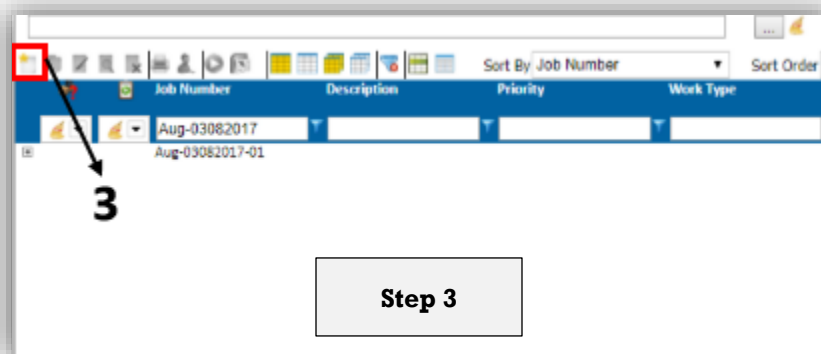 ...
Sort By Job Number Sort Order
Job Number Description Priority Work Type
Aug-03082017
Aug-03082017-01
3
Step 3